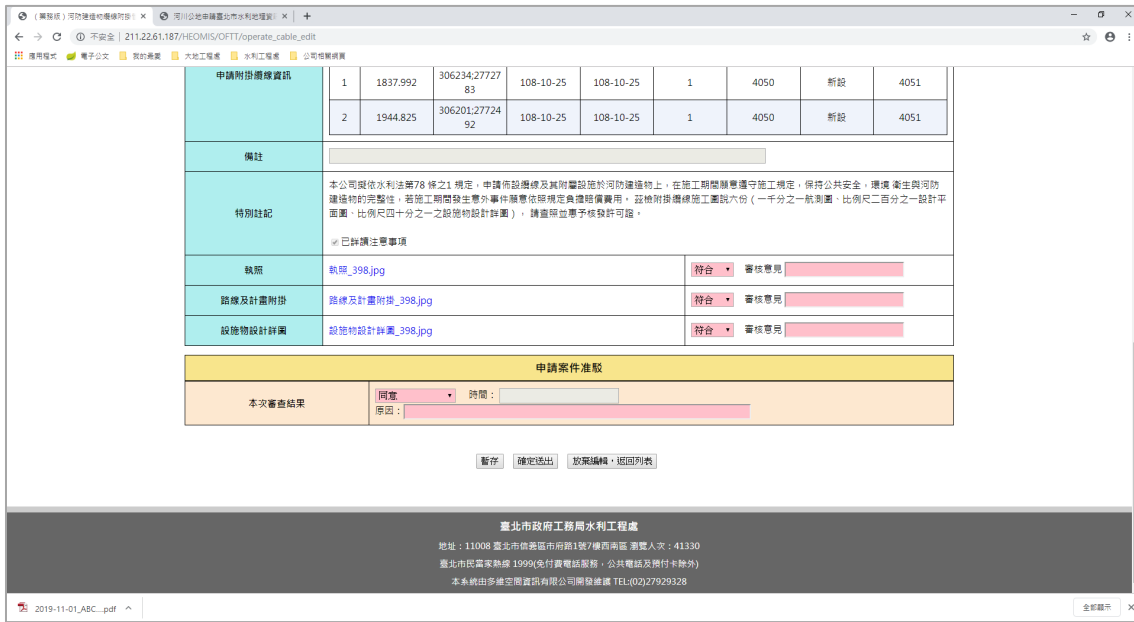 (業務版)河防建造物纜線附掛
河川公地申請臺北市水利地理資
不安全 | 211.22.61.187/HEOMIS/OFTT/operate_cable_edit
應用程式 電子公文 我的最愛 大地工程處 水利工程處 公司相關網頁
申請附掛纜線資訊
1 1837.992 306234;2772783 108-10-25 108-10-25 1 4050 新設 4051
2 1944.825 306201;2772492 108-10-25 108-10-25 1 4050 新設 4051
備註
特別註記
本公司擬依水利法第78 條之1 規定,申請佈設纜線及其附屬設施於河防建造物上,在施工期間願意遵守施工規定,保持公共安全,環境 衛生與河防
建造物的完整性,若施工期間發生意外事件願意依照規定負擔賠償費用。 茲檢附掛纜線施工圖說六份(一千分之一航測圖、比例尺二百分之一設計平
面圖、比例尺四十分之一之設施物設計詳圖), 請查照並惠予核發許可證。
已詳讀注意事項
執照 執照_398.jpg 符合 審核意見
路線及計畫附掛 路線及計畫附掛_398.jpg 符合 審核意見
設施物設計詳圖 設施物設計詳圖_398.jpg 符合 審核意見
申請案件准駁
本次審查結果
同意 時間:
原因:
暫存 確定送出 放棄編輯,返回列表
臺北市政府工務局水利工程處
地址:11008 臺北市信義區市府路1號7樓西南區 瀏覽人次:41330
臺北市民當家熱線 1999(免付費電話服務,公共電話及預付卡除外)
本系統由多維空間資訊有限公司開發維護 TEL:(02)27929328
2019-11-01_ABC....pdf
全部顯示